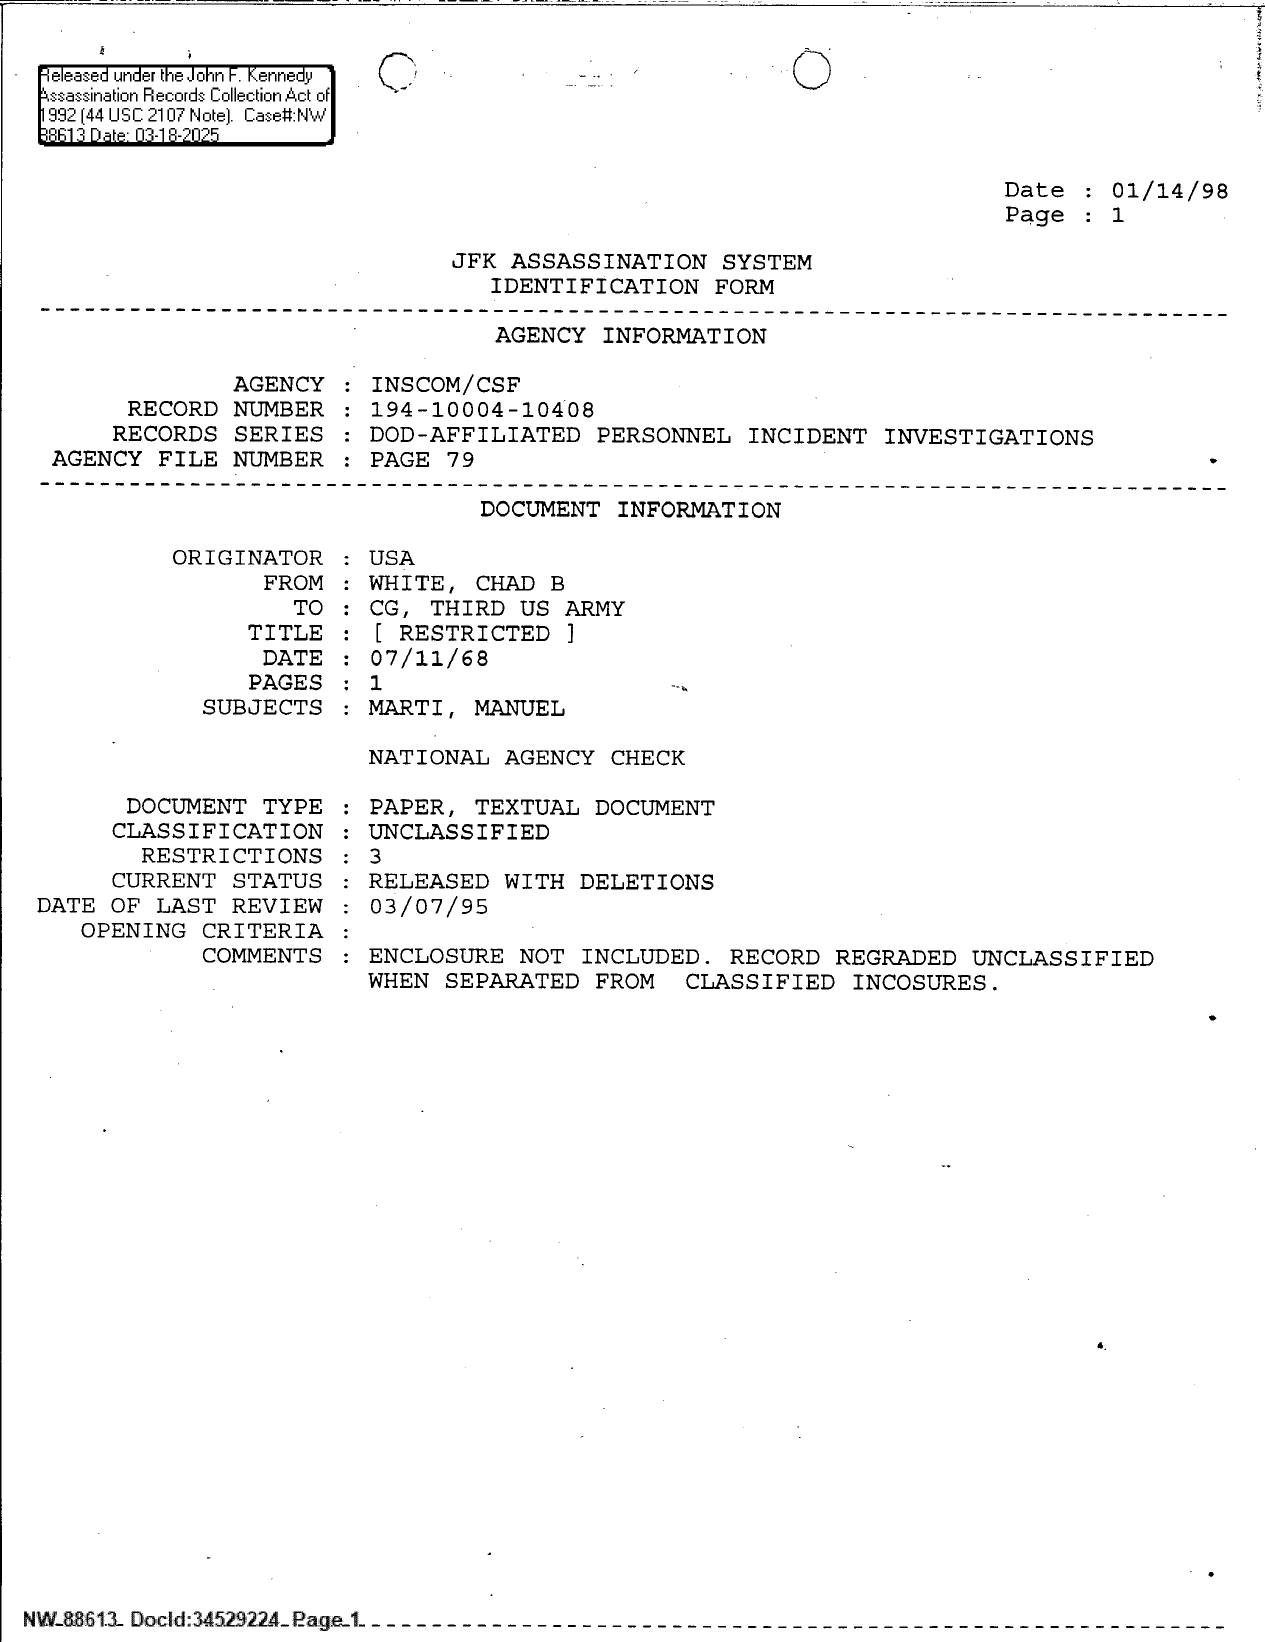 Released under the John F. Kennedy
Assassination Records Collection Act of
1992 (44 USC 2107 Note). Case#:NW
88613 Date: 03-18-2025
Date : 01/14/98
Page : 1
JFK ASSASSINATION SYSTEM
IDENTIFICATION FORM
AGENCY INFORMATION
AGENCY : INSCOM/CSF
RECORD NUMBER : 194-10004-10408
RECORDS SERIES : DOD-AFFILIATED PERSONNEL INCIDENT INVESTIGATIONS
AGENCY FILE NUMBER : PAGE 79
DOCUMENT INFORMATION
ORIGINATOR : USA
FROM : WHITE, CHAD B
TO : CG, THIRD US ARMY
TITLE : [ RESTRICTED ]
DATE : 07/11/68
PAGES : 1
SUBJECTS : MARTI, MANUEL
NATIONAL AGENCY CHECK
DOCUMENT TYPE : PAPER, TEXTUAL DOCUMENT
CLASSIFICATION : UNCLASSIFIED
RESTRICTIONS : 3
CURRENT STATUS : RELEASED WITH DELETIONS
DATE OF LAST REVIEW : 03/07/95
OPENING CRITERIA :
COMMENTS : ENCLOSURE NOT INCLUDED. RECORD REGRADED UNCLASSIFIED
WHEN SEPARATED FROM CLASSIFIED INCOSURES.
NW 88613 DocId:34529224 Page 1